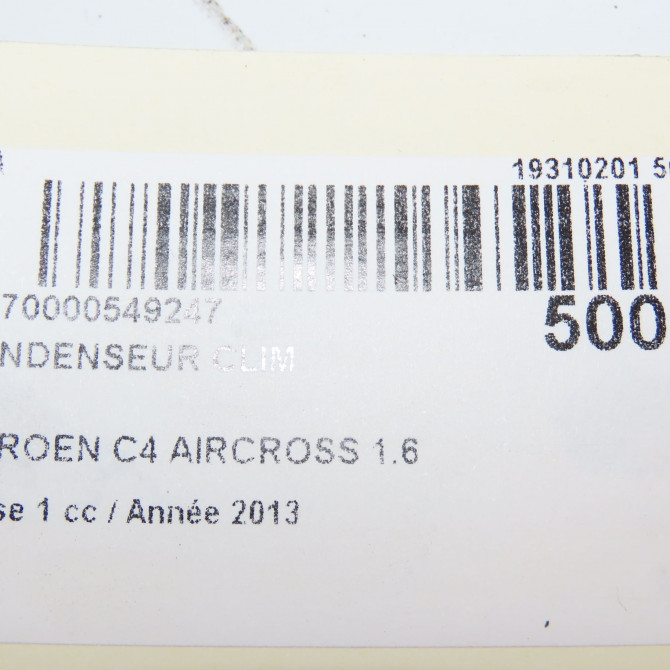 19310201 5
70000549247
500
NDENSEUR CLIM
ROEN C4 AIRCROSS 1.6
se 1 cc / Année 2013